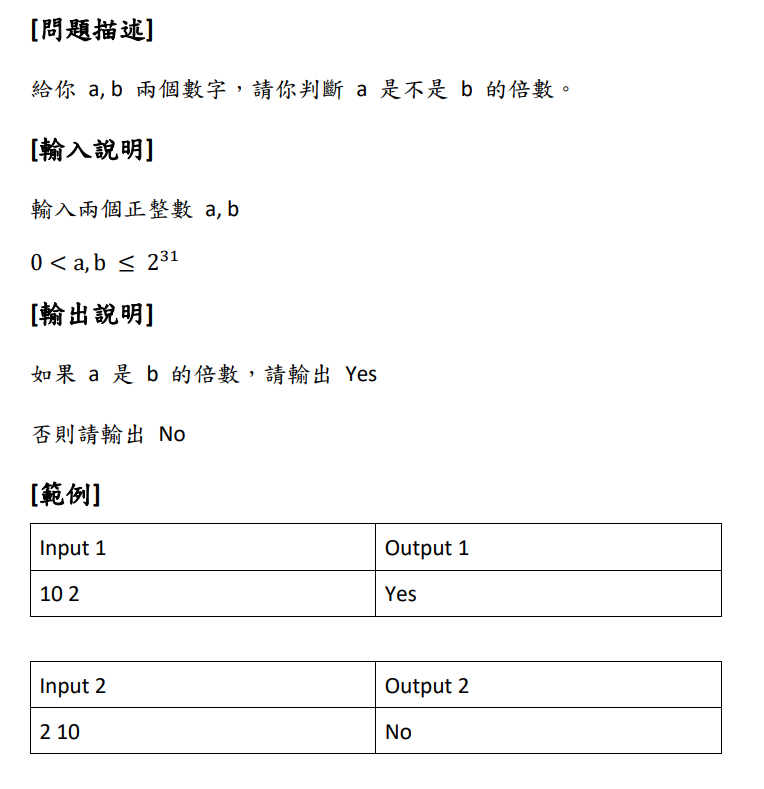 [問題描述]
給你 a, b 兩個數字，請你判斷 a 是不是 b 的倍數。
[輸入說明]
輸入兩個正整數 a, b
0 < a, b ≤ 2³¹
[輸出說明]
如果 a 是 b 的倍數，請輸出 Yes
否則請輸出 No
[範例]
Input 1 Output 1
10 2 Yes
Input 2 Output 2
2 10 No